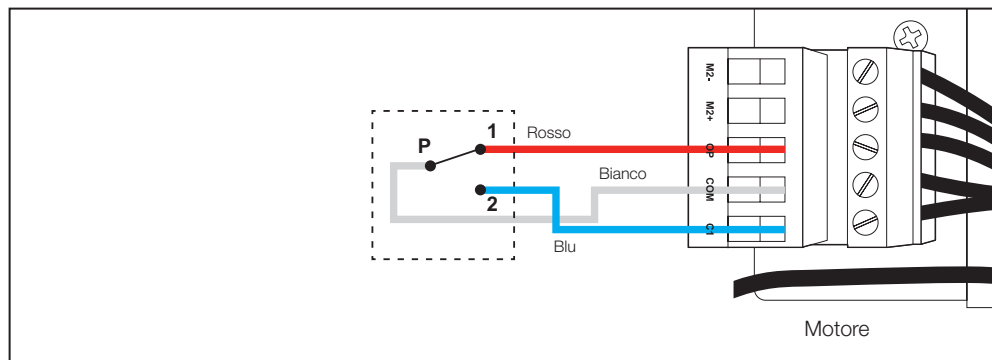 M2-
M2+
OP
COM
C1
P
1
2
Rosso
Bianco
Blu
Motore